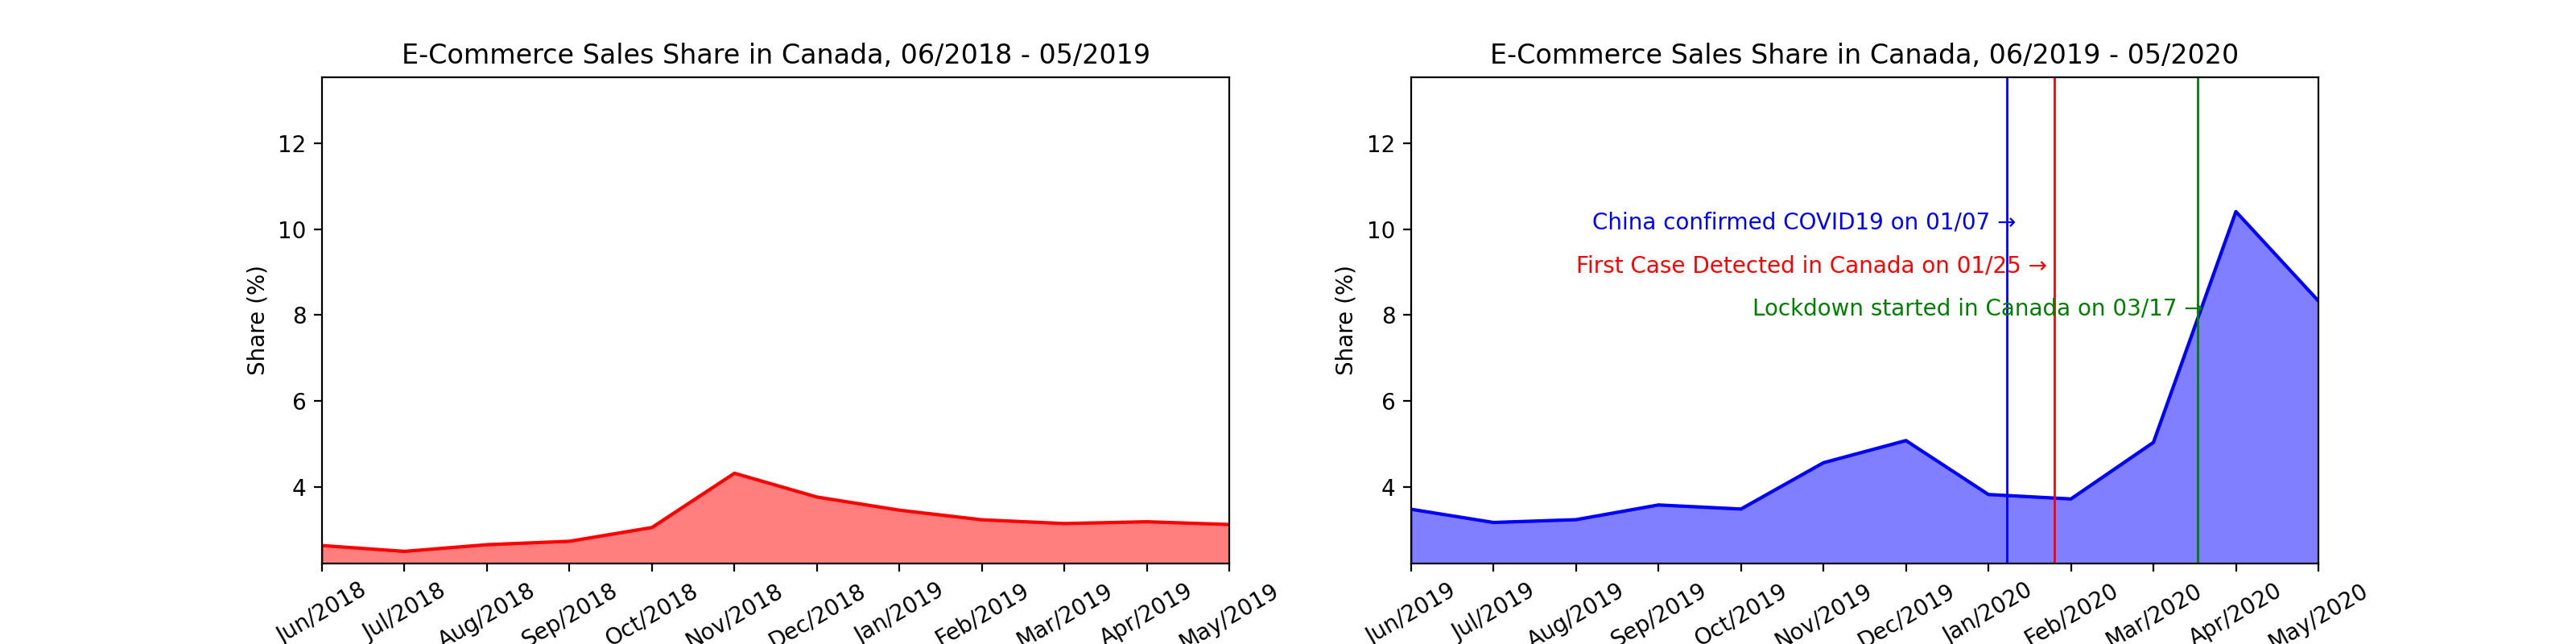 E-Commerce Sales Share in Canada, 06/2018 - 05/2019
12
10
8
6
4
Share (%)
Jun/2018
Jul/2018
Aug/2018
Sep/2018
Oct/2018
Nov/2018
Dec/2018
Jan/2019
Feb/2019
Mar/2019
Apr/2019
May/2019
E-Commerce Sales Share in Canada, 06/2019 - 05/2020
12
10
8
6
4
Share (%)
China confirmed COVID19 on 01/07 →
First Case Detected in Canada on 01/25 →
Lockdown started in Canada on 03/17 →
Jun/2019
Jul/2019
Aug/2019
Sep/2019
Oct/2019
Nov/2019
Dec/2019
Jan/2020
Feb/2020
Mar/2020
Apr/2020
May/2020